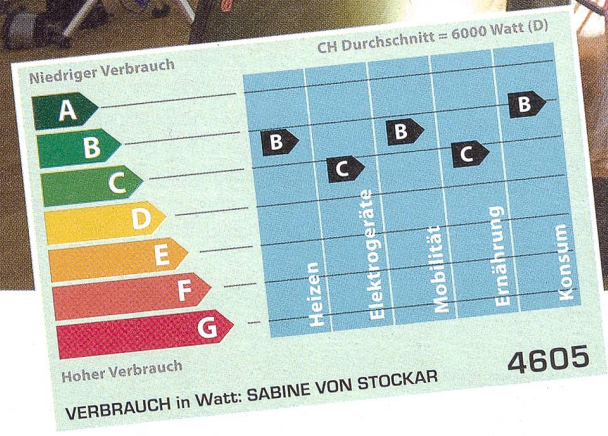 Niedriger Verbrauch
CH Durchschnitt = 6000 Watt (D)
A
B
C
D
E
F
G
B
C
B
C
B
Heizen
Elektrogeräte
Mobilität
Ernährung
Konsum
Hoher Verbrauch
VERBRAUCH in Watt: SABINE VON STOCKAR
4605